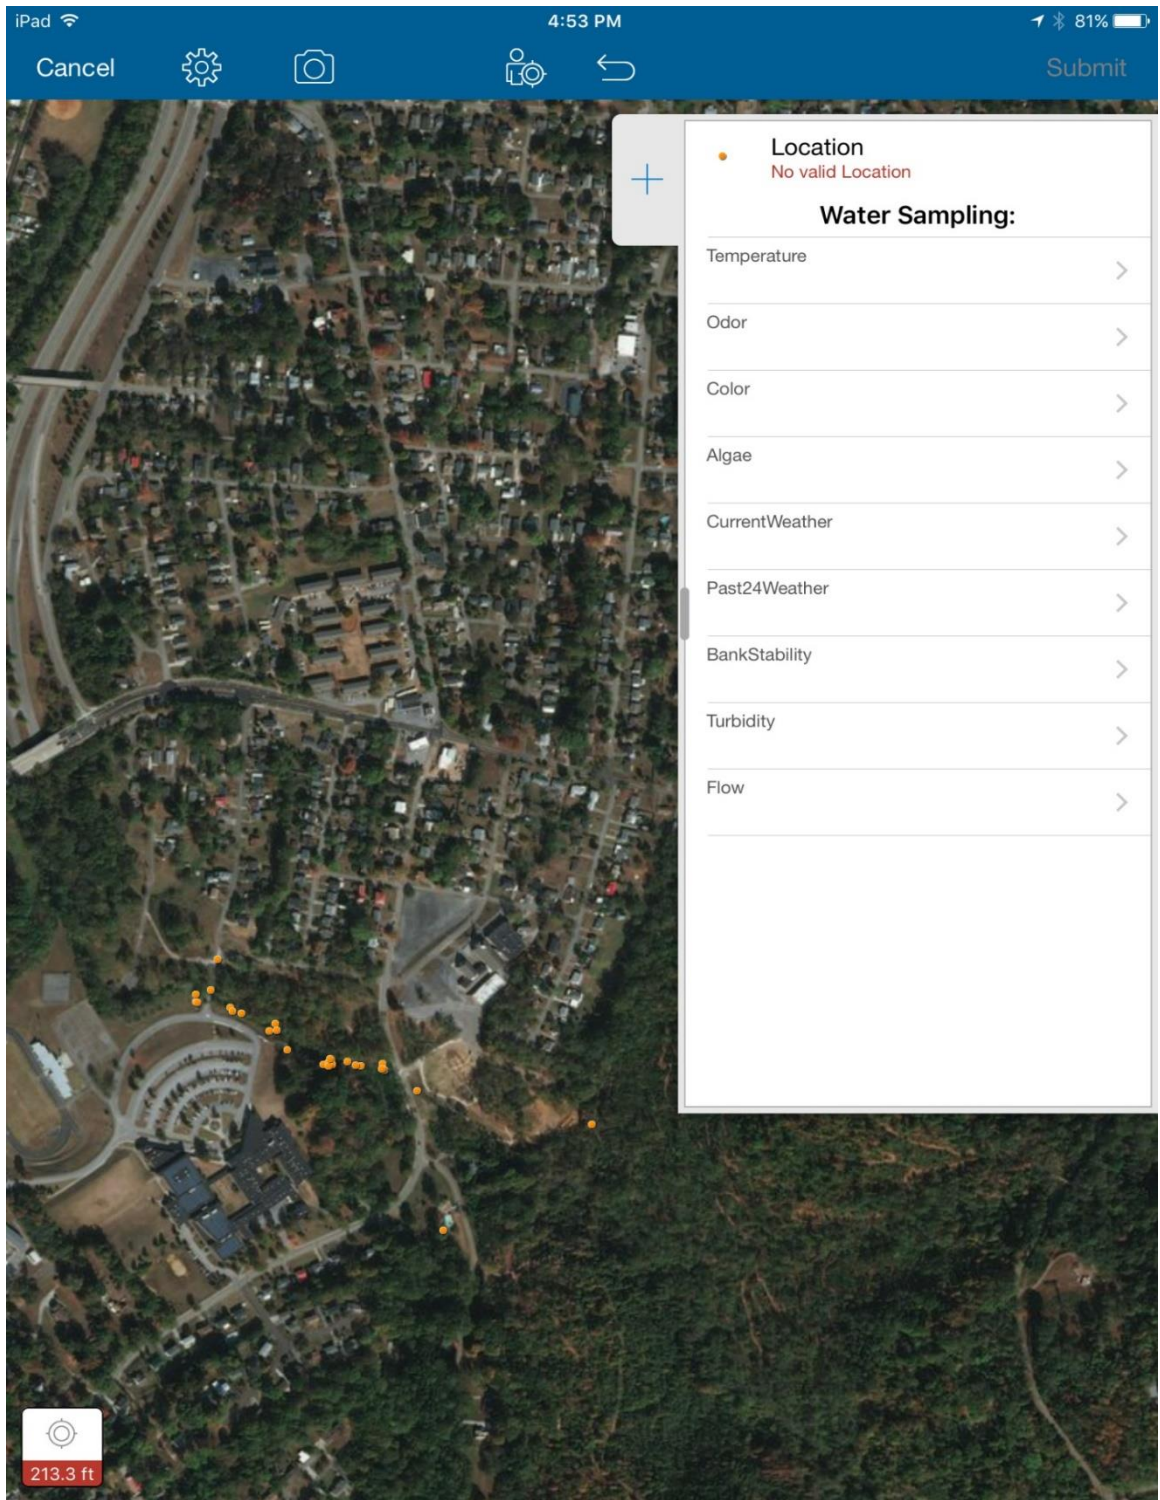 iPad 4:53 PM 81%
Cancel Submit
Location
No valid Location
Water Sampling:
Temperature
Odor
Color
Algae
CurrentWeather
Past24Weather
BankStability
Turbidity
Flow
213.3 ft